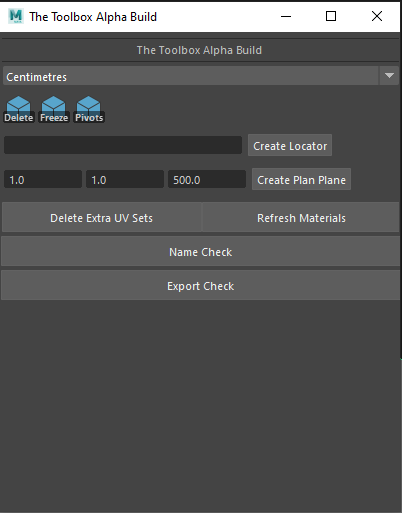 The Toolbox Alpha Build
The Toolbox Alpha Build
Centimetres
Delete Freeze Pivots
Create Locator
1.0 1.0 500.0 Create Plan Plane
Delete Extra UV Sets Refresh Materials
Name Check
Export Check